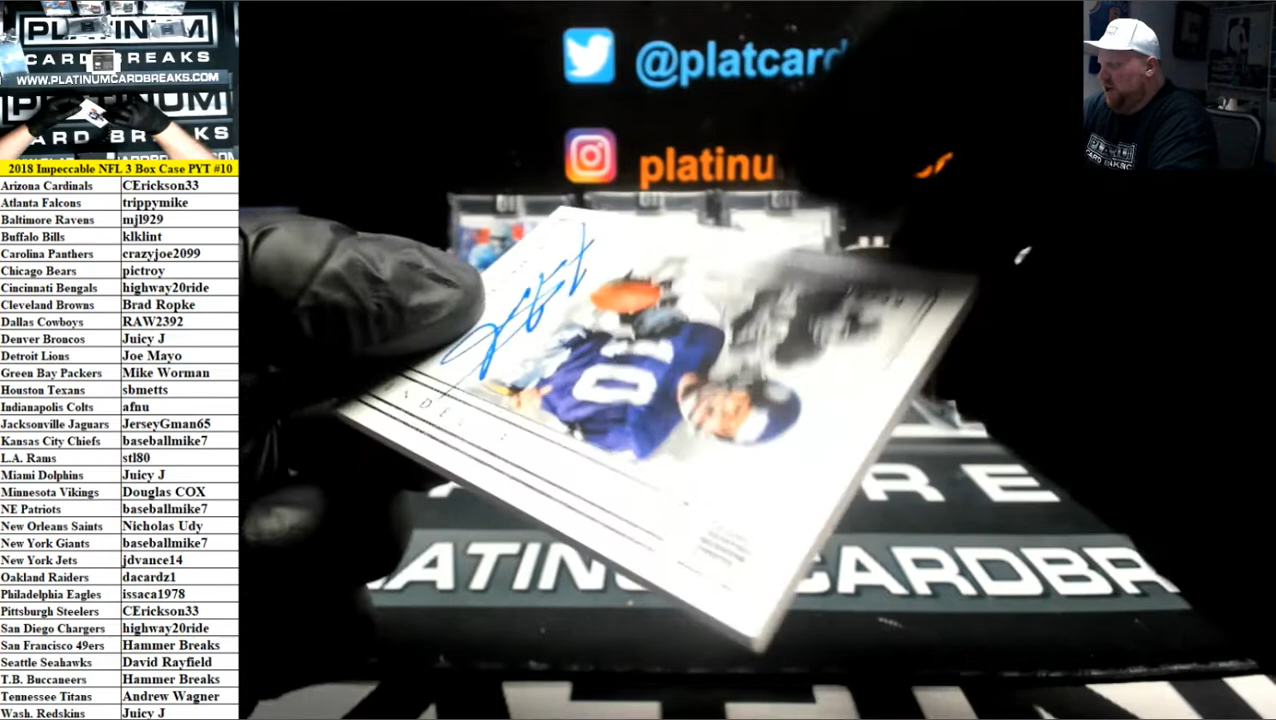 PLATINUM
CARD BREAKS
WWW.PLATINUMCARDBREAKS.COM
ARD BR KS
2018 Impeccable NFL 3 Box Case PYT #10
Arizona Cardinals CErickson33
Atlanta Falcons trippymike
Baltimore Ravens mjl929
Buffalo Bills klklint
Carolina Panthers crazyjoe2099
Chicago Bears pictroy
Cincinnati Bengals highway20ride
Cleveland Browns Brad Ropke
Dallas Cowboys RAW2392
Denver Broncos Juicy J
Detroit Lions Joe Mayo
Green Bay Packers Mike Worman
Houston Texans sbmetts
Indianapolis Colts afnu
Jacksonville Jaguars JerseyGman65
Kansas City Chiefs baseballmike7
L.A. Rams stl80
Miami Dolphins Juicy J
Minnesota Vikings Douglas COX
NE Patriots baseballmike7
New Orleans Saints Nicholas Udy
New York Giants baseballmike7
New York Jets jdvance14
Oakland Raiders dacardz1
Philadelphia Eagles issaca1978
Pittsburgh Steelers CErickson33
San Diego Chargers highway20ride
San Francisco 49ers Hammer Breaks
Seattle Seahawks David Rayfield
T.B. Buccaneers Hammer Breaks
Tennessee Titans Andrew Wagner
Wash. Redskins Juicy J
@platcard
platinu
10
R E
LATINUM CARDBR